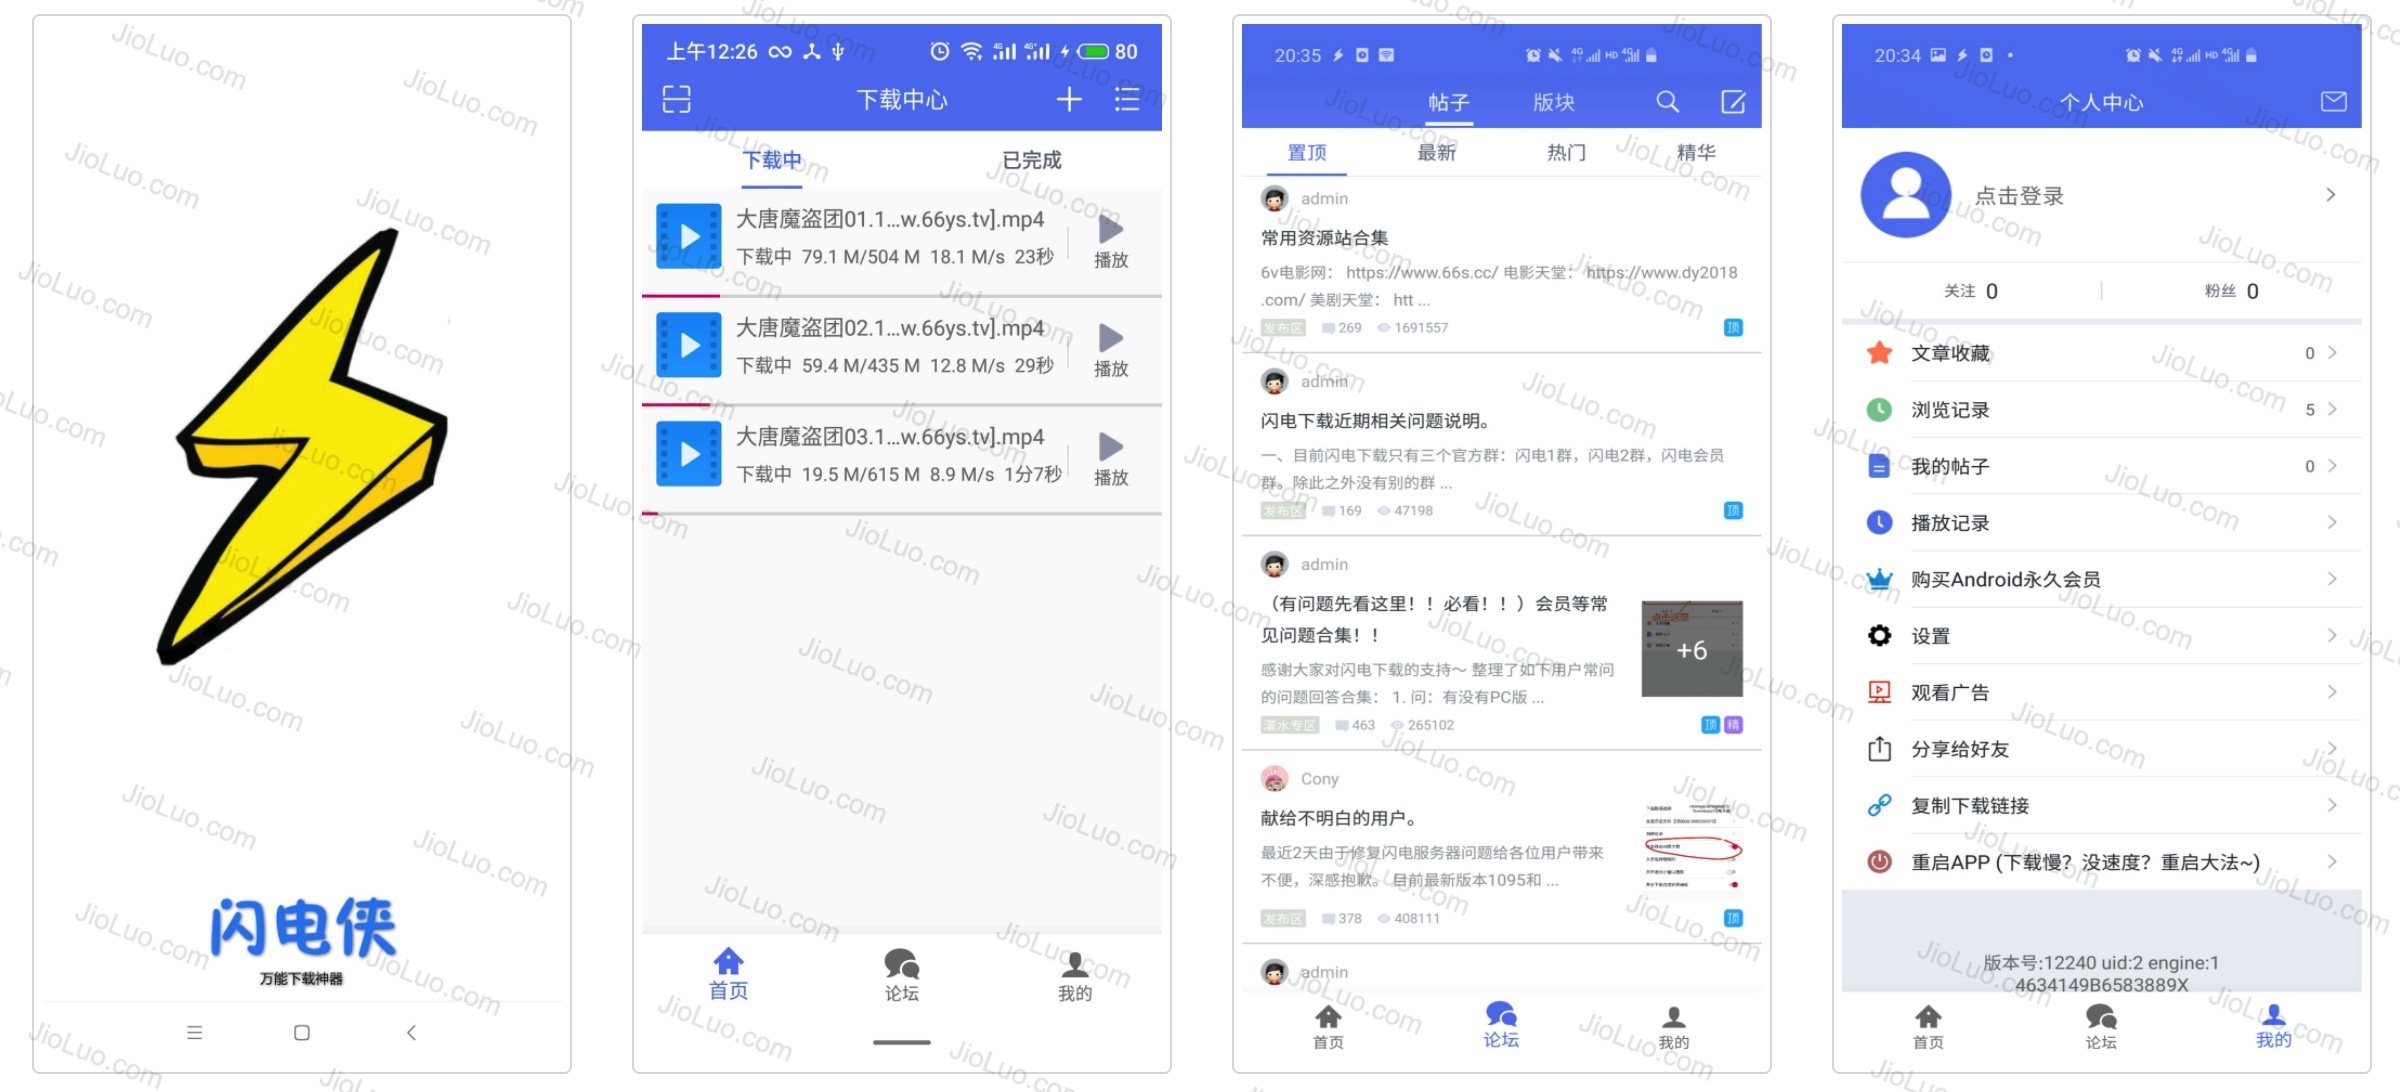 闪电侠
万能下载神器
上午12:26
80
下载中心
下载中
已完成
大唐魔盗团01.1...w.66ys.tv].mp4
下载中 79.1 M/504 M 18.1 M/s 23秒
播放
大唐魔盗团02.1...w.66ys.tv].mp4
下载中 59.4 M/435 M 12.8 M/s 29秒
播放
大唐魔盗团03.1...w.66ys.tv].mp4
下载中 19.5 M/615 M 8.9 M/s 1分7秒
播放
首页
论坛
我的
20:35
帖子
版块
置顶
最新
热门
精华
admin
常用资源站合集
6v电影网： https://www.66s.cc/ 电影天堂： https://www.dy2018
.com/ 美剧天堂： htt ...
发布区 269 1691557
顶
admin
闪电下载近期相关问题说明。
一、目前闪电下载只有三个官方群：闪电1群，闪电2群，闪电会员
群。除此之外没有别的群 ...
发布区 169 47198
顶
admin
（有问题先看这里！！必看！！）会员等常
见问题合集！！
+6
感谢大家对闪电下载的支持～ 整理了如下用户常问
的问题回答合集： 1. 问：有没有PC版 ...
灌水专区 463 265102
顶 精
Cony
献给不明白的用户。
最近2天由于修复闪电服务器问题给各位用户带来
不便，深感抱歉。 目前最新版本1095和 ...
发布区 378 408111
顶
admin
首页
论坛
我的
20:34
个人中心
点击登录
关注 0
粉丝 0
文章收藏 0
浏览记录 5
我的帖子 0
播放记录
购买Android永久会员
设置
观看广告
分享给好友
复制下载链接
重启APP (下载慢？没速度？重启大法~)
版本号:12240 uid:2 engine:1
4634149B6583889X
首页
论坛
我的
JioLuo.com